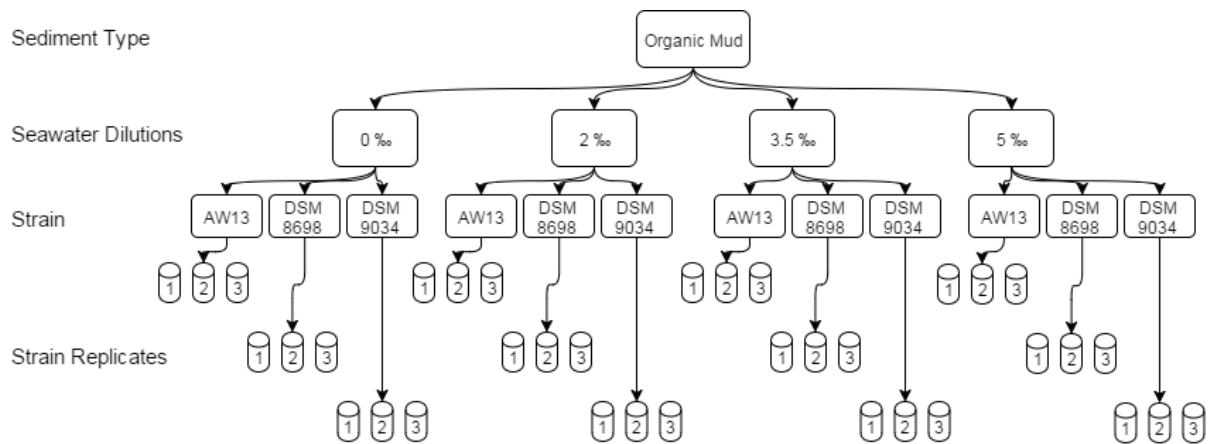 Sediment Type
Organic Mud
Seawater Dilutions
0 ‰
2 ‰
3.5 ‰
5 ‰
Strain
AW13
DSM
8698
DSM
9034
AW13
DSM
8698
DSM
9034
AW13
DSM
8698
DSM
9034
AW13
DSM
8698
DSM
9034
1 2 3
1 2 3
1 2 3
1 2 3
Strain Replicates
1 2 3
1 2 3
1 2 3
1 2 3
1 2 3
1 2 3
1 2 3
1 2 3